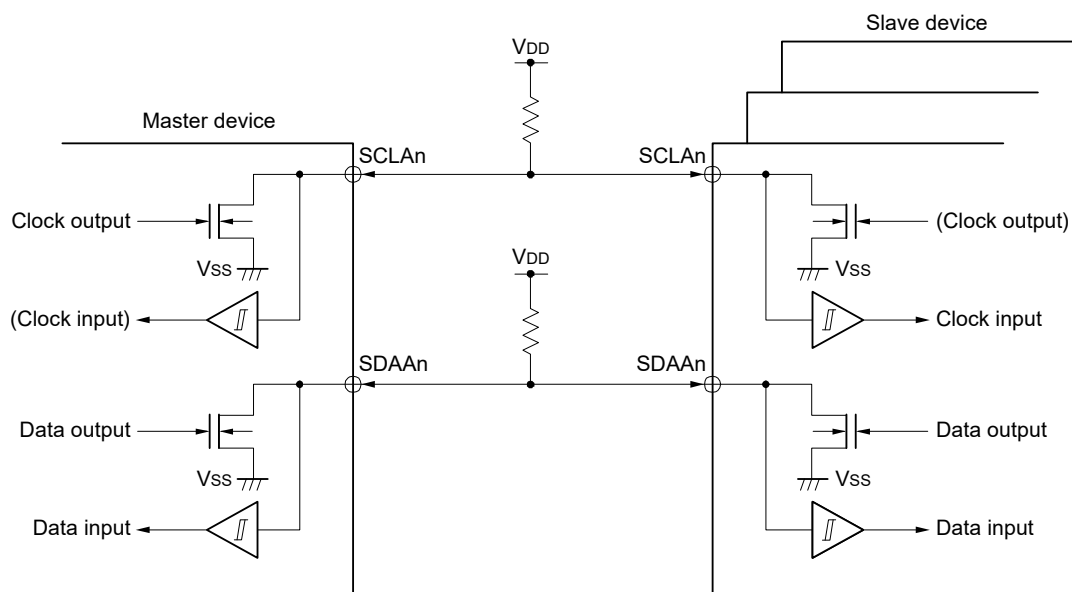 Slave device
VDD
Master device
SCLAn
SCLAn
Clock output
(Clock output)
VSS
VDD
VSS
(Clock input)
Clock input
SDAAn
SDAAn
Data output
Data output
VSS
VSS
Data input
Data input